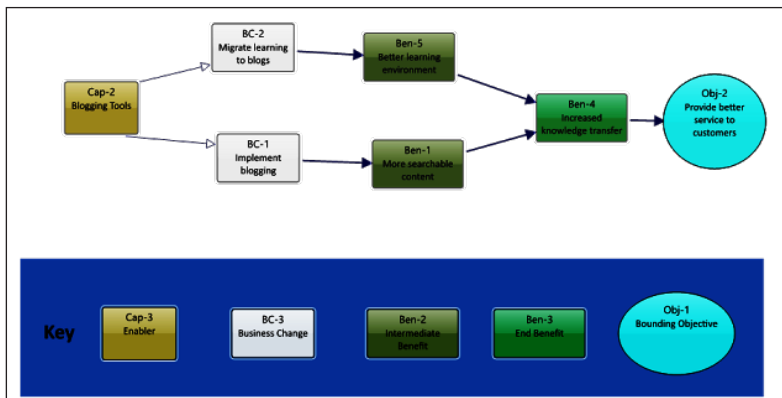 Cap-2
Blogging Tools
BC-2
Migrate learning
to blogs
BC-1
Implement
blogging
Ben-5
Better learning
environment
Ben-1
More searchable
content
Ben-4
Increased
knowledge transfer
Obj-2
Provide better
service to
customers
Key
Cap-3
Enabler
BC-3
Business Change
Ben-2
Intermediate
Benefit
Ben-3
End Benefit
Obj-1
Bounding Objective